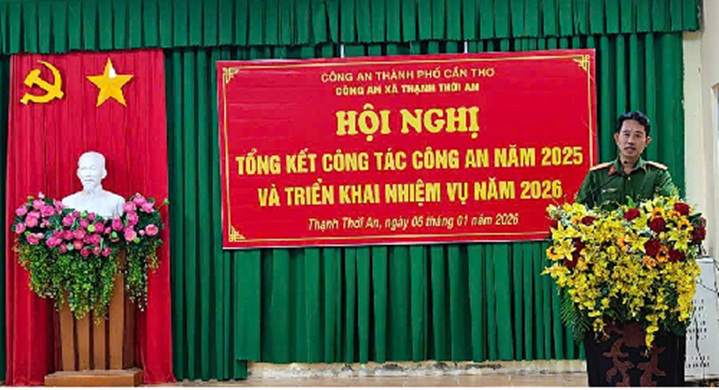 CÔNG AN THÀNH PHỐ CẦN THƠ
CÔNG AN XÃ THẠNH THỚI AN
HỘI NGHỊ
TỔNG KẾT CÔNG TÁC CÔNG AN NĂM 2025
VÀ TRIỂN KHAI NHIỆM VỤ NĂM 2026
Thạnh Thới An, ngày 06 tháng 01 năm 2026